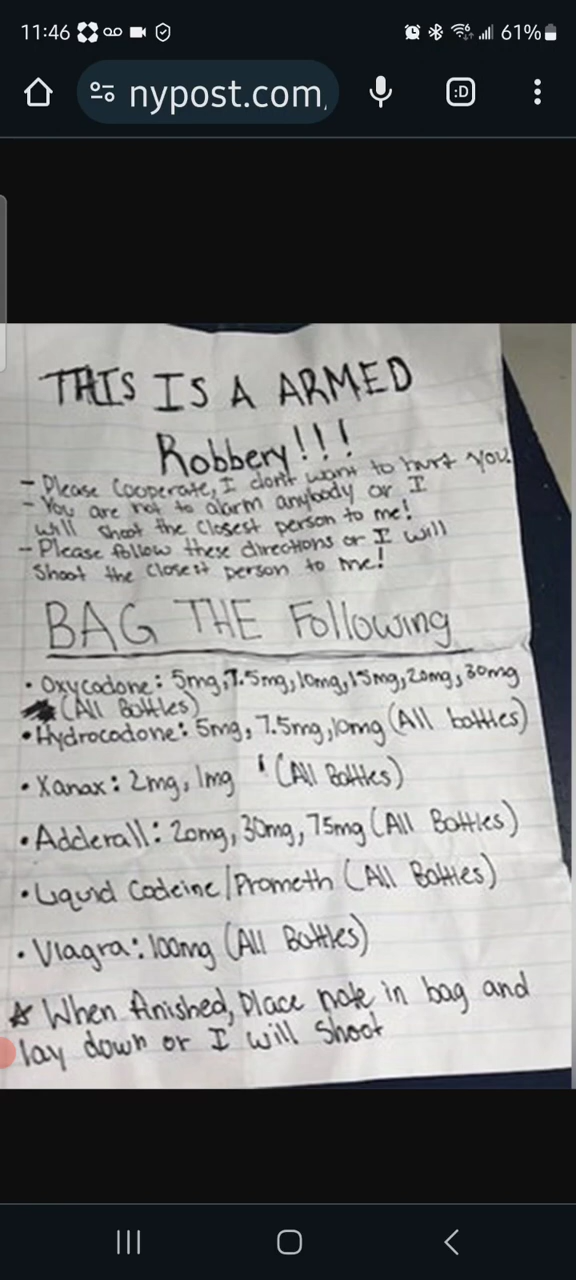 11:46
61%
nypost.com,
:D
THIS IS A ARMED
Robbery!!!
- Please Cooperate, I don't want to hurt you.
- You are not to alarm anybody or I
will shoot the closest person to me!
- Please follow these directions or I will
Shoot the closest person to me!
BAG THE Following
• Oxycodone: 5mg, 7.5mg, 10mg, 15mg, 20mg, 30mg
(All Bottles)
• Hydrocodone: 5mg, 7.5mg, 10mg (All bottles)
• Xanax: 2mg, 1mg (All Bottles)
• Adderall: 20mg, 30mg, 75mg (All Bottles)
• Liquid Codeine/Prometh (All Bottles)
• Viagra: 100mg (All Bottles)
☆ When finished, Place note in bag and
lay down or I will shoot